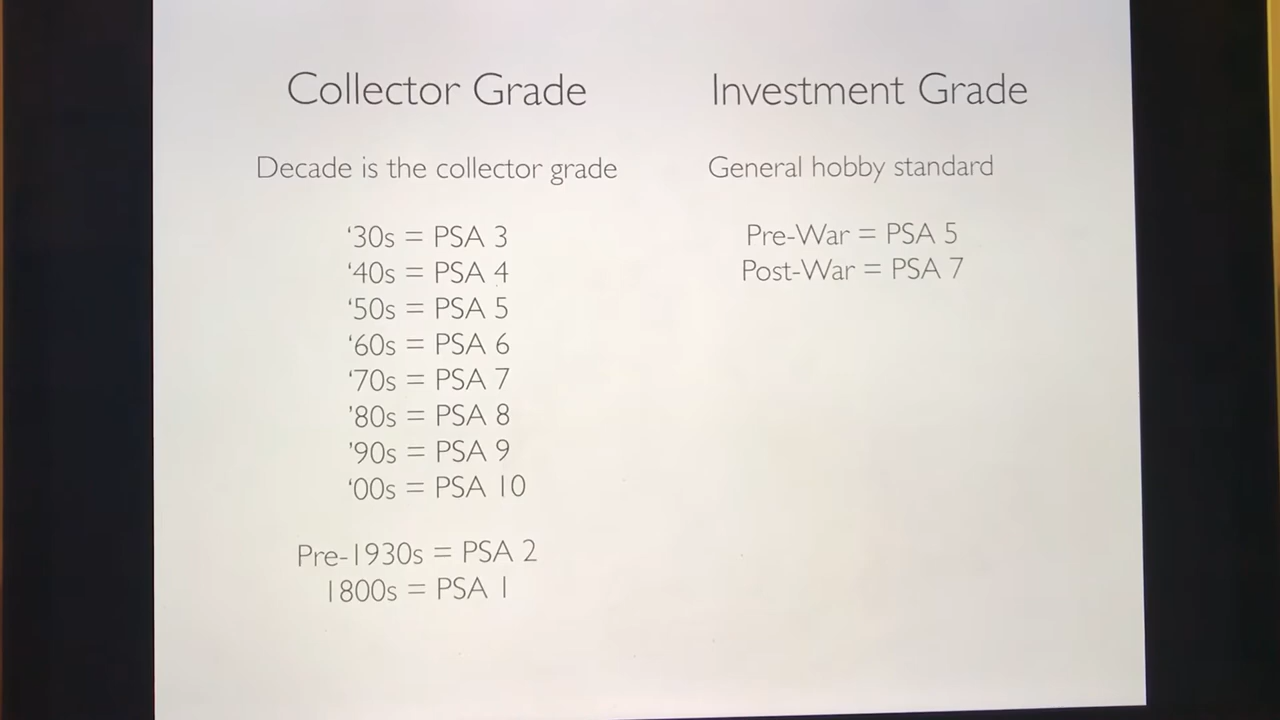 Collector Grade
Decade is the collector grade
‘30s = PSA 3
‘40s = PSA 4
‘50s = PSA 5
‘60s = PSA 6
‘70s = PSA 7
’80s = PSA 8
’90s = PSA 9
‘00s = PSA 10
Pre-1930s = PSA 2
1800s = PSA 1
Investment Grade
General hobby standard
Pre-War = PSA 5
Post-War = PSA 7